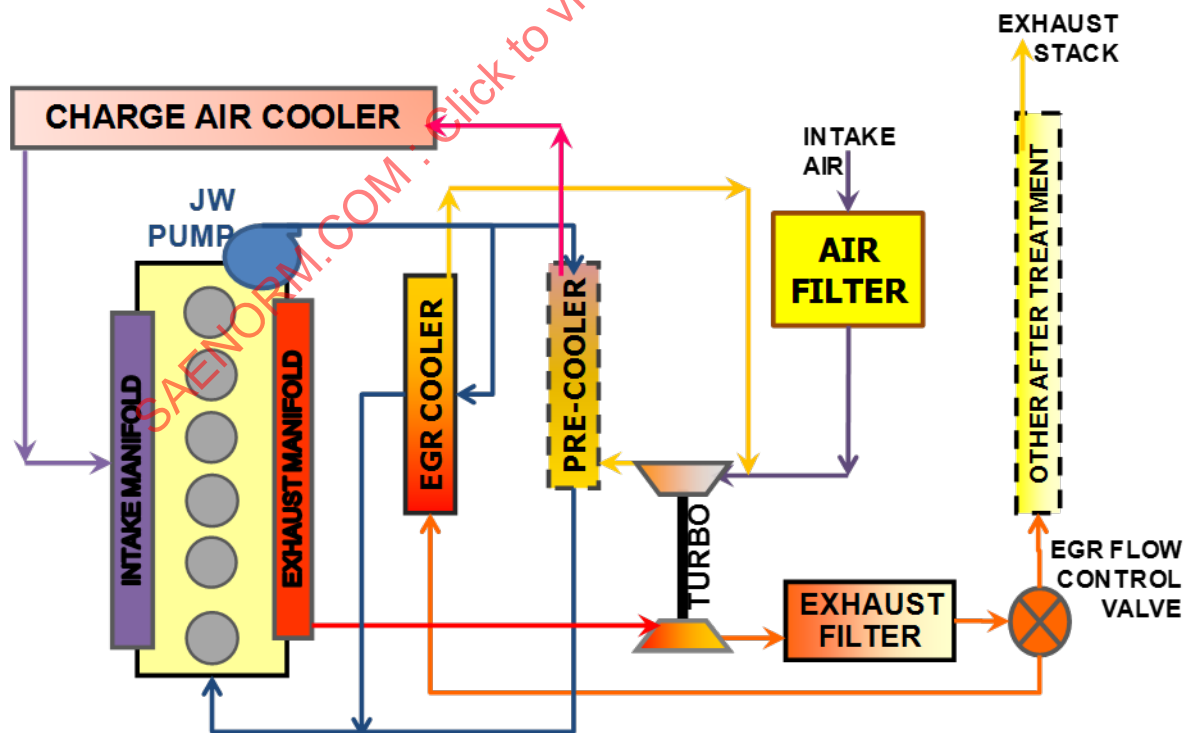 EXHAUST
STACK
CHARGE AIR COOLER
INTAKE
AIR
JW
PUMP
AIR
FILTER
OTHER AFTER TREATMENT
PRE-COOLER
EGR COOLER
INTAKE MANIFOLD
EXHAUST MANIFOLD
TURBO
EGR FLOW
CONTROL
VALVE
EXHAUST
FILTER
SAENORM.COM : Click to